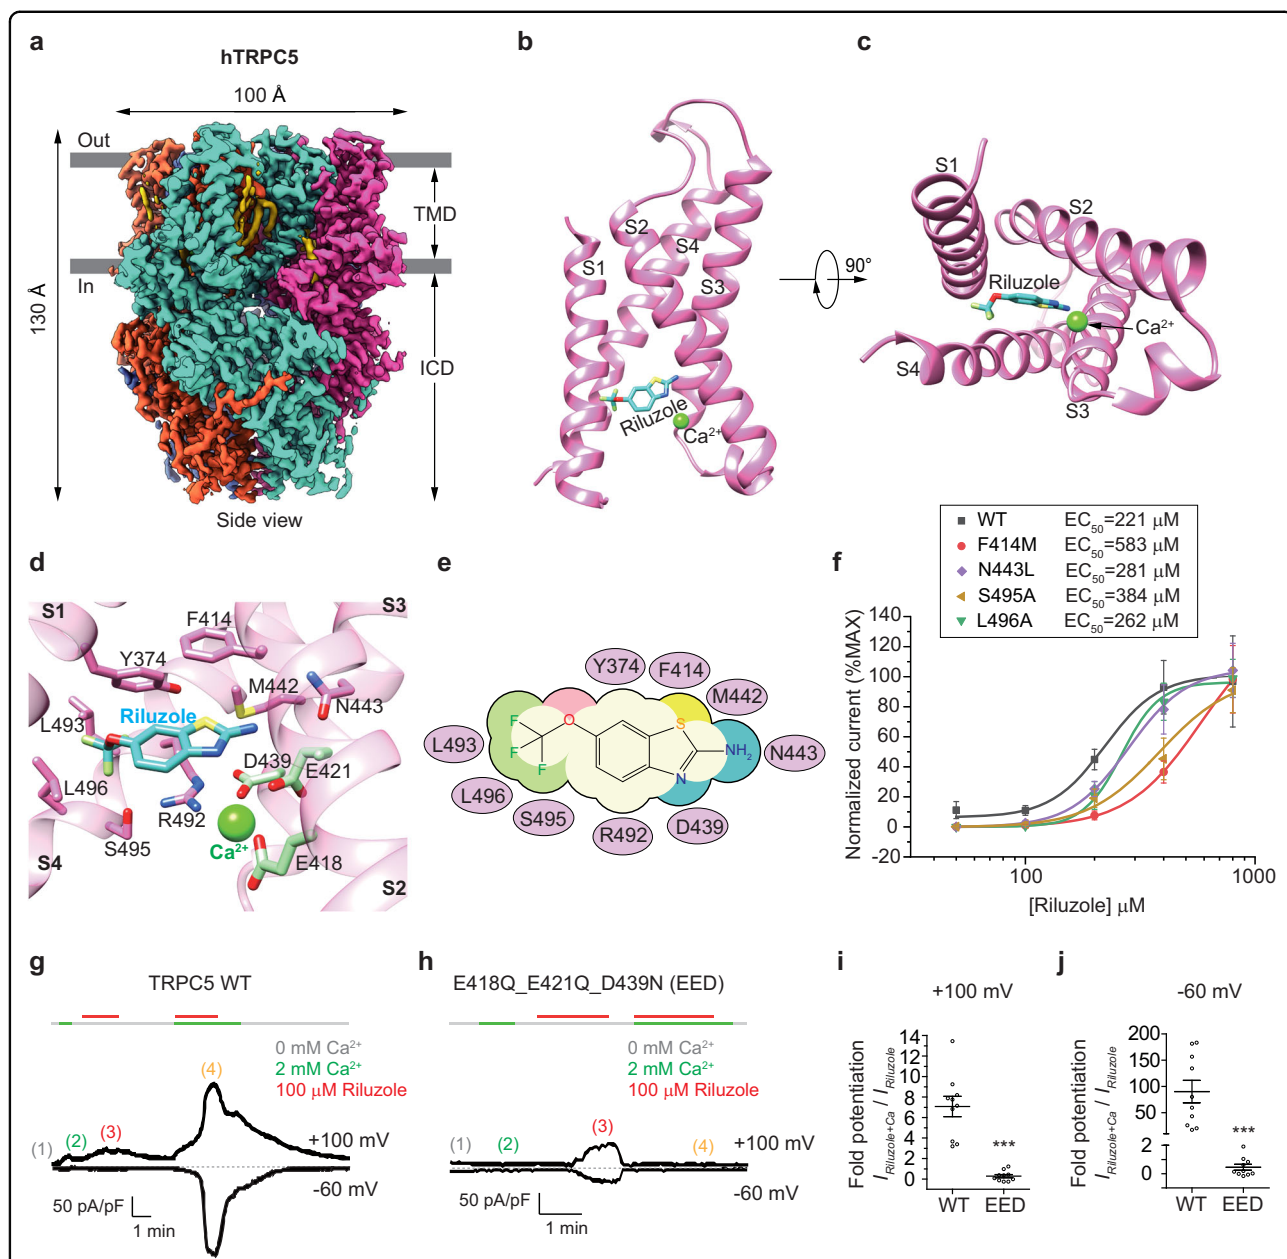 a
hTRPC5
100 Å
Out
TMD
In
130 Å
ICD
Side view
b
S2
S4
S1
S3
Riluzole
Ca²⁺
90°
c
S1
S2
Riluzole
Ca²⁺
S4
S3
d
S1
S3
F414
Y374
M442
N443
Riluzole
L493
D439
E421
L496
R492
S495
Ca²⁺
E418
S4
S2
e
Y374
F414
M442
F
O
S
L493
F
NH₂
N443
F
N
L496
S495
R492
D439
f
WT EC₅₀=221 µM
F414M EC₅₀=583 µM
N443L EC₅₀=281 µM
S495A EC₅₀=384 µM
L496A EC₅₀=262 µM
Normalized current (%MAX)
140
120
100
80
60
40
20
0
-20
100
1000
[Riluzole] µM
g
TRPC5 WT
0 mM Ca²⁺
2 mM Ca²⁺
100 µM Riluzole
(4)
(1)
(2)
(3)
+100 mV
-60 mV
50 pA/pF
1 min
h
E418Q_E421Q_D439N (EED)
0 mM Ca²⁺
2 mM Ca²⁺
100 µM Riluzole
(1)
(2)
(3)
(4)
+100 mV
-60 mV
50 pA/pF
1 min
i
+100 mV
Fold potentiation
I Riluzole+Ca / I Riluzole
14
12
10
8
6
4
2
0
***
WT EED
j
-60 mV
Fold potentiation
I Riluzole+Ca / I Riluzole
200
150
100
50
2
0
***
WT EED